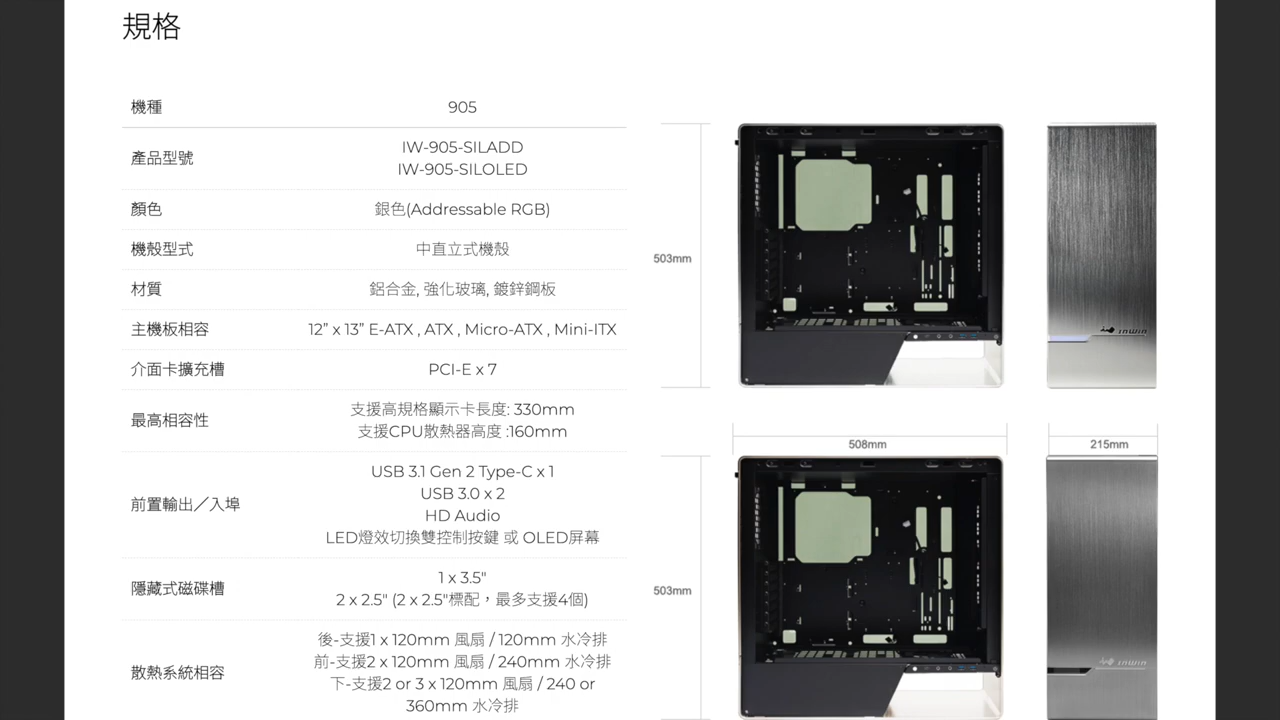 規格
機種
905
產品型號
IW-905-SILADD
IW-905-SILOLED
顏色
銀色(Addressable RGB)
機殼型式
中直立式機殼
材質
鋁合金, 強化玻璃, 鍍鋅鋼板
主機板相容
12” x 13” E-ATX , ATX , Micro-ATX , Mini-ITX
介面卡擴充槽
PCI-E x 7
最高相容性
支援高規格顯示卡長度: 330mm
支援CPU散熱器高度 :160mm
前置輸出／入埠
USB 3.1 Gen 2 Type-C x 1
USB 3.0 x 2
HD Audio
LED燈效切換雙控制按鍵 或 OLED屏幕
隱藏式磁碟槽
1 x 3.5"
2 x 2.5" (2 x 2.5"標配，最多支援4個)
散熱系統相容
後-支援1 x 120mm 風扇 / 120mm 水冷排
前-支援2 x 120mm 風扇 / 240mm 水冷排
下-支援2 or 3 x 120mm 風扇 / 240 or
360mm 水冷排
503mm
InWin
508mm
215mm
503mm
InWin